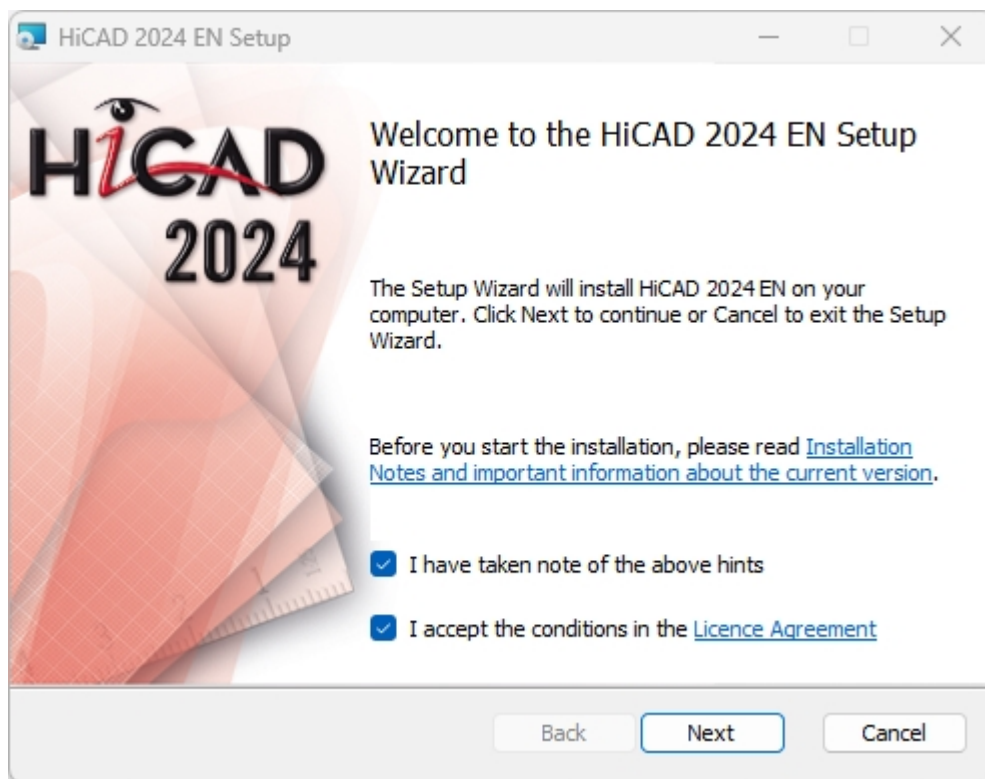 HiCAD 2024 EN Setup
HiCAD
2024
Welcome to the HiCAD 2024 EN Setup
Wizard
The Setup Wizard will install HiCAD 2024 EN on your
computer. Click Next to continue or Cancel to exit the Setup
Wizard.
Before you start the installation, please read Installation
Notes and important information about the current version.
I have taken note of the above hints
I accept the conditions in the Licence Agreement
Back
Next
Cancel